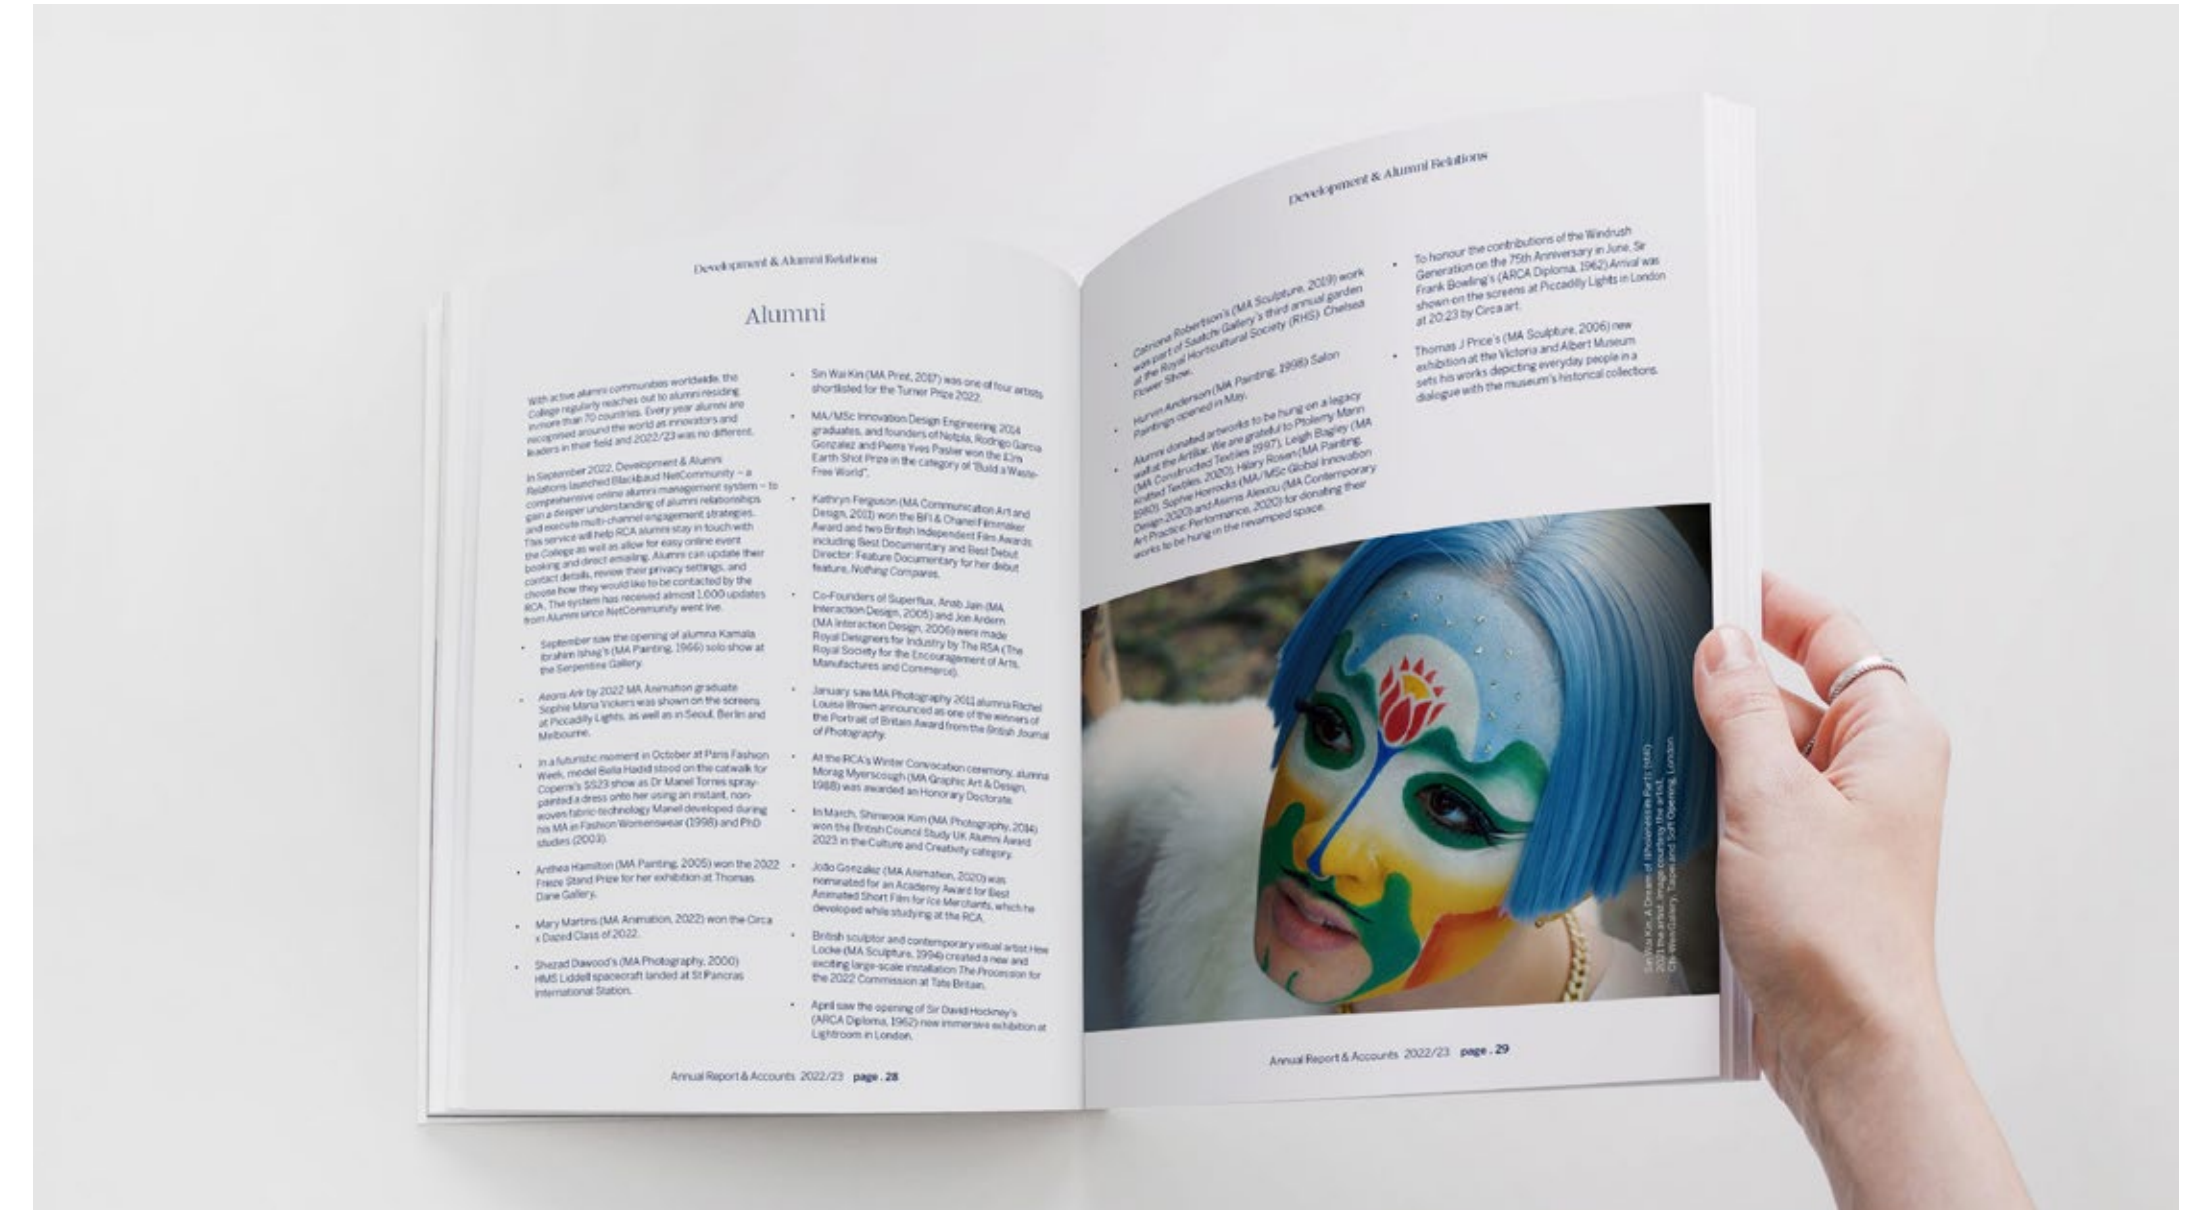 Development & Alumni Relations
Alumni
With active alumni communities worldwide, the
College regularly reaches out to alumni residing
in more than 70 countries. Every year alumni are
recognised around the world as innovators and
leaders in their field and 2022/23 was no different.
In September 2022, Development & Alumni
Relations launched Blackbaud NetCommunity – a
comprehensive online alumni management system – to
gain a deeper understanding of alumni relationships
and execute multi-channel engagement strategies.
This service will help RCA alumni stay in touch with
the College as well as allow for easy online event
booking and direct emailing. Alumni can update their
contact details, review their privacy settings, and
choose how they would like to be contacted by the
RCA. The system has received almost 1,000 updates
from Alumni since NetCommunity went live.
• September saw the opening of alumna Kamala
Ibrahim Ishag's (MA Painting, 1966) solo show at
the Serpentine Gallery.
• Aeons Ark by 2022 MA Animation graduate
Sophie Maria Vickers was shown on the screens
at Piccadilly Lights, as well as in Seoul, Berlin and
Melbourne.
• In a futuristic moment in October at Paris Fashion
Week, model Bella Hadid stood on the catwalk for
Coperni's SS23 show as Dr Manel Torres spray-
painted a dress onto her using an instant, non-
woven fabric-technology Manel developed during
his MA in Fashion Womenswear (1998) and PhD
studies (2003).
• Anthea Hamilton (MA Painting, 2005) won the 2022
Frieze Stand Prize for her exhibition at Thomas
Dane Gallery.
• Mary Martins (MA Animation, 2022) won the Circa
x Dazed Class of 2022.
• Shezad Dawood's (MA Photography, 2000)
HMS Liddell spacecraft landed at St Pancras
International Station.
• Sin Wai Kin (MA Print, 2017) was one of four artists
shortlisted for the Turner Prize 2022.
• MA/MSc Innovation Design Engineering 2014
graduates, and founders of Notpla, Rodrigo Garcia
Gonzalez and Pierre Yves Paslier won the £1m
Earth Shot Prize in the category of "Build a Waste-
Free World".
• Kathryn Ferguson (MA Communication Art and
Design, 2011) won the BFI & Chanel Filmmaker
Award and two British Independent Film Awards
including Best Documentary and Best Debut
Director: Feature Documentary for her debut
feature, Nothing Compares.
• Co-Founders of Superflux, Anab Jain (MA
Interaction Design, 2005) and Jon Ardern
(MA Interaction Design, 2006) were made
Royal Designers for Industry by The RSA (The
Royal Society for the Encouragement of Arts,
Manufactures and Commerce).
• January saw MA Photography 2011 alumna Rachel
Louise Brown announced as one of the winners of
the Portrait of Britain Award from the British Journal
of Photography.
• At the RCA's Winter Convocation ceremony, alumna
Morag Myerscough (MA Graphic Art & Design,
1988) was awarded an Honorary Doctorate.
• In March, Shinwook Kim (MA Photography, 2014)
won the British Council Study UK Alumni Award
2023 in the Culture and Creativity category.
• João Gonzalez (MA Animation, 2020) was
nominated for an Academy Award for Best
Animated Short Film for Ice Merchants, which he
developed while studying at the RCA.
• British sculptor and contemporary visual artist Hew
Locke (MA Sculpture, 1994) created a new and
exciting large-scale installation The Procession for
the 2022 Commission at Tate Britain.
• April saw the opening of Sir David Hockney's
(ARCA Diploma, 1962) new immersive exhibition at
Lightroom in London.
Annual Report & Accounts 2022/23 page . 28
Development & Alumni Relations
• Catriona Robertson's (MA Sculpture, 2019) work
was part of Saatchi Gallery's third annual garden
at the Royal Horticultural Society (RHS) Chelsea
Flower Show.
• Hurvin Anderson (MA Painting, 1998) Salon
Paintings opened in May.
• Alumni donated artworks to be hung on a legacy
wall at the ArtBar. We are grateful to Ptolemy Mann
(MA Constructed Textiles 1997), Leigh Bagley (MA
Knitted Textiles, 2020), Hilary Rosen (MA Painting,
1980), Sophie Horrocks (MA/MSc Global Innovation
Design 2020) and Alexiou (MA Contemporary
Art Practice: Performance, 2020) for donating their
works to be hung in the revamped space.
• To honour the contributions of the Windrush
Generation on the 75th Anniversary in June, Sir
Frank Bowling's (ARCA Diploma, 1962) Arrival was
shown on the screens at Piccadilly Lights in London
at 20:23 by Circa art.
• Thomas J Price's (MA Sculpture, 2006) new
exhibition at the Victoria and Albert Museum
sets his works depicting everyday people in a
dialogue with the museum's historical collections.
Sin Wai Kin, A Dream of Wholeness in Parts (still)
2021 the artist. Image courtesy the artist,
Chi-Wen Gallery, Taipei and Soft Opening, London
Annual Report & Accounts 2022/23 page . 29